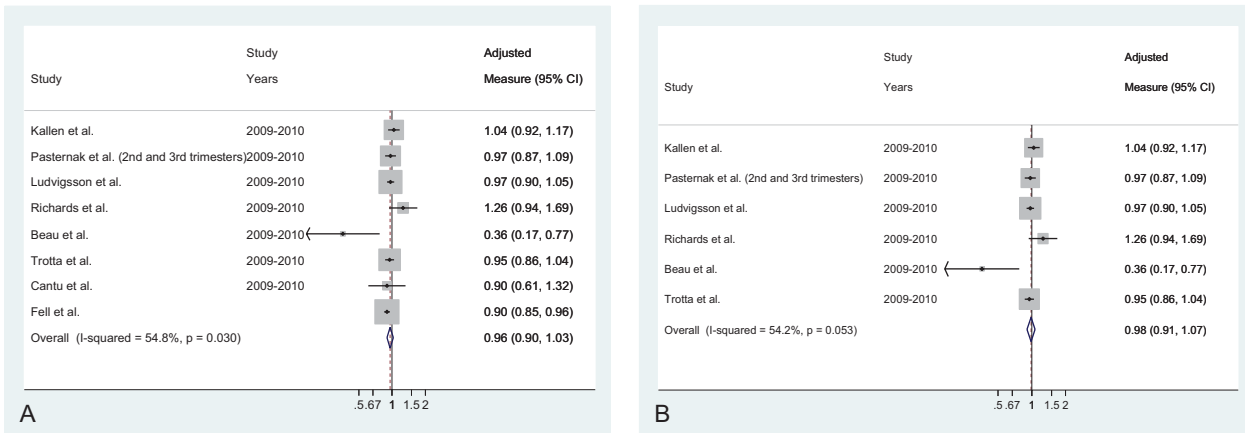 Study Adjusted
Study Years Measure (95% CI)
Kallen et al. 2009-2010 1.04 (0.92, 1.17)
Pasternak et al. (2nd and 3rd trimesters)2009-2010 0.97 (0.87, 1.09)
Ludvigsson et al. 2009-2010 0.97 (0.90, 1.05)
Richards et al. 2009-2010 1.26 (0.94, 1.69)
Beau et al. 2009-2010 0.36 (0.17, 0.77)
Trotta et al. 2009-2010 0.95 (0.86, 1.04)
Cantu et al. 2009-2010 0.90 (0.61, 1.32)
Fell et al. 0.90 (0.85, 0.96)
Overall (I-squared = 54.8%, p = 0.030) 0.96 (0.90, 1.03)
.5 .67 1 1.5 2
A
Study Adjusted
Study Years Measure (95% CI)
Kallen et al. 2009-2010 1.04 (0.92, 1.17)
Pasternak et al. (2nd and 3rd trimesters) 2009-2010 0.97 (0.87, 1.09)
Ludvigsson et al. 2009-2010 0.97 (0.90, 1.05)
Richards et al. 2009-2010 1.26 (0.94, 1.69)
Beau et al. 2009-2010 0.36 (0.17, 0.77)
Trotta et al. 2009-2010 0.95 (0.86, 1.04)
Overall (I-squared = 54.2%, p = 0.053) 0.98 (0.91, 1.07)
.5 .67 1 1.5 2
B